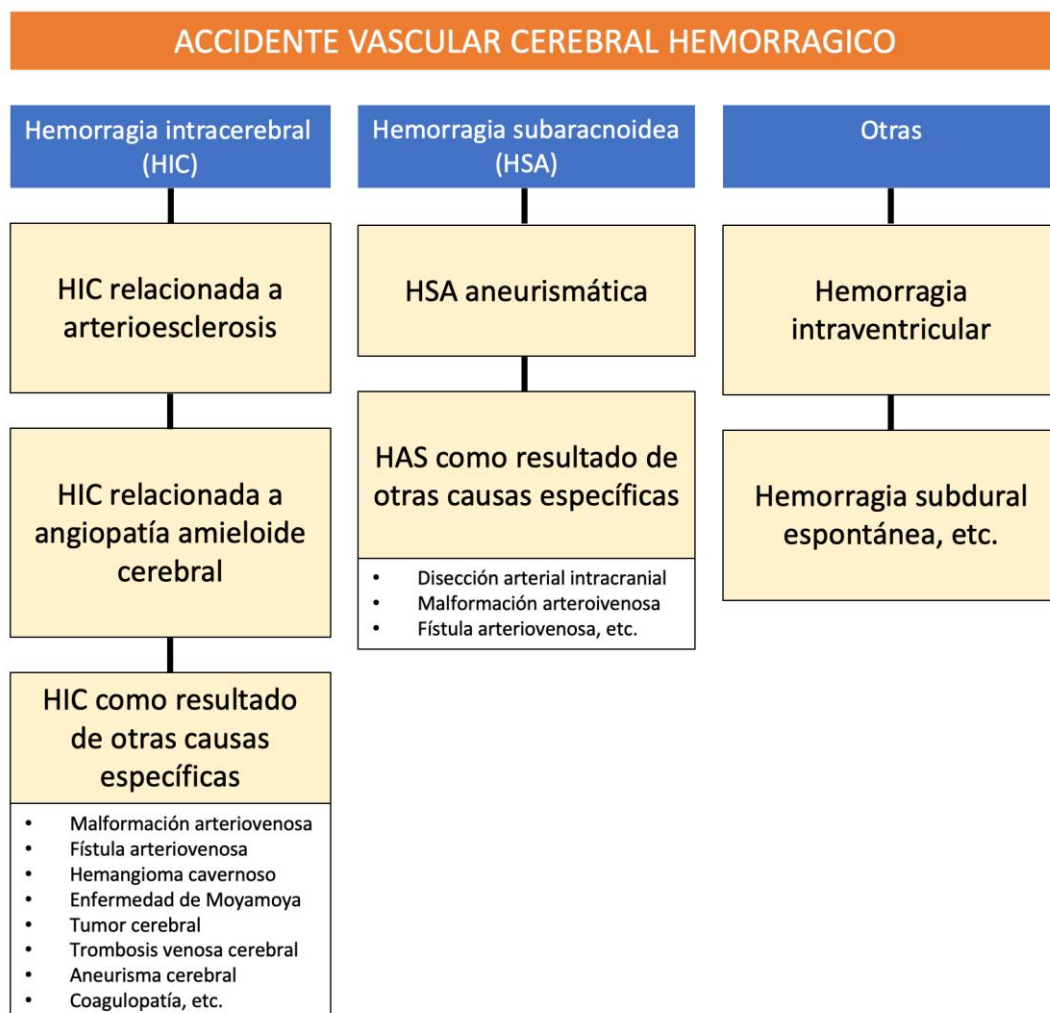 ACCIDENTE VASCULAR CEREBRAL HEMORRAGICO
Hemorragia intracerebral
(HIC)
HIC relacionada a
arterioesclerosis
HIC relacionada a
angiopatía amieloide
cerebral
HIC como resultado
de otras causas
específicas
• Malformación arteriovenosa
• Fístula arteriovenosa
• Hemangioma cavernoso
• Enfermedad de Moyamoya
• Tumor cerebral
• Trombosis venosa cerebral
• Aneurisma cerebral
• Coagulopatía, etc.
Hemorragia subaracnoidea
(HSA)
HSA aneurismática
HAS como resultado de
otras causas específicas
• Disección arterial intracranial
• Malformación arteroivenosa
• Fístula arteriovenosa, etc.
Otras
Hemorragia
intraventricular
Hemorragia subdural
espontánea, etc.